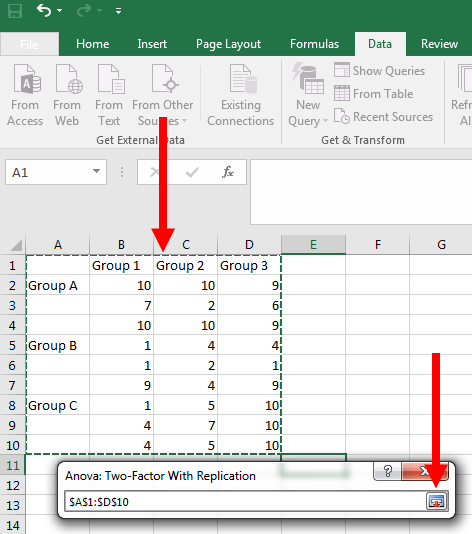 File Home Insert Page Layout Formulas Data Review
From Access From Web From Text From Other Sources Existing Connections New Query Show Queries
From Table
Recent Sources
Refresh
Al
Get External Data Get & Transform
A1 fx
A B C D E F G
1 Group 1 Group 2 Group 3
2 Group A 10 10 9
3 7 2 6
4 10 10 9
5 Group B 1 4 4
6 1 2 1
7 9 4 9
8 Group C 1 5 10
9 4 7 10
10 4 5 10
11
12 Anova: Two-Factor With Replication ?
13 $A$1:$D$10
14